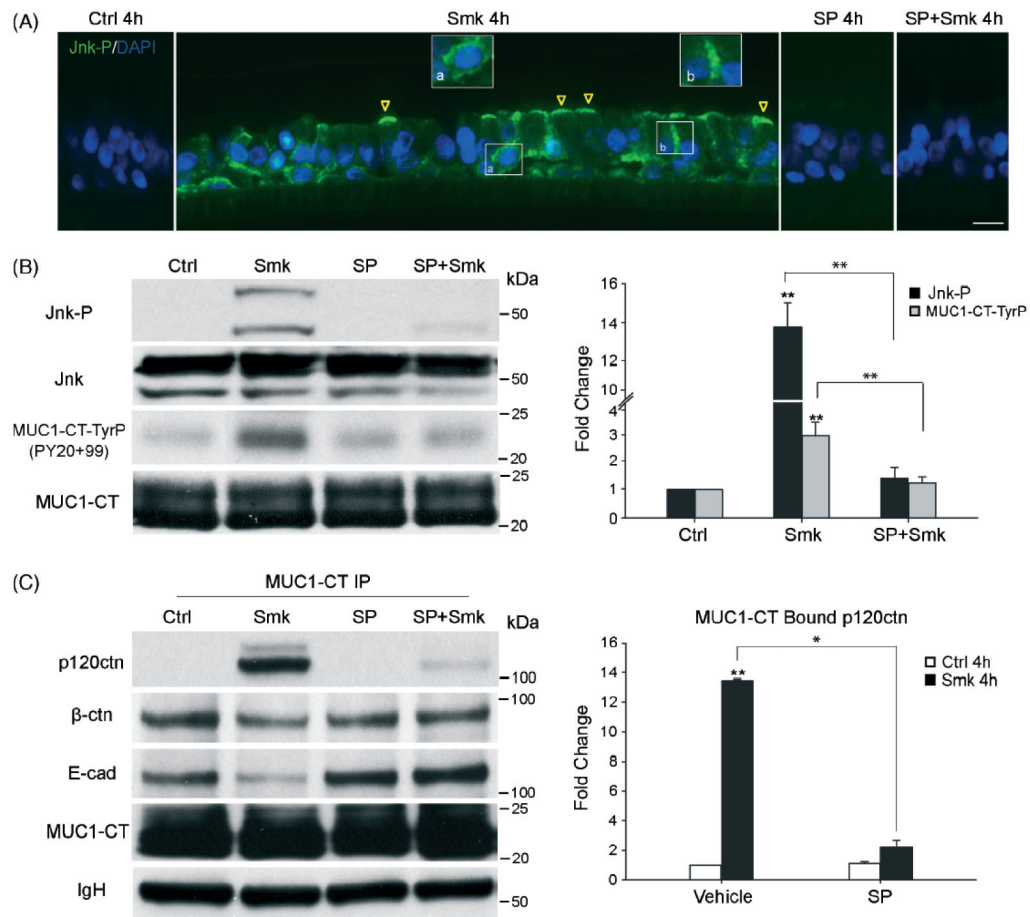 (A)
Ctrl 4h
Smk 4h
SP 4h
SP+Smk 4h
Jnk-P/DAPI
a
b
a
b
(B)
Ctrl
Smk
SP
SP+Smk
kDa
Jnk-P
50
Jnk
50
MUC1-CT-TyrP
(PY20+99)
25
20
MUC1-CT
25
20
**
**
**
**
Jnk-P
MUC1-CT-TyrP
Fold Change
16
14
12
10
4
3
2
1
0
Ctrl
Smk
SP+Smk
(C)
MUC1-CT IP
Ctrl
Smk
SP
SP+Smk
kDa
p120ctn
100
β-ctn
100
E-cad
100
MUC1-CT
25
20
IgH
50
MUC1-CT Bound p120ctn
*
**
Ctrl 4h
Smk 4h
Fold Change
16
14
12
10
8
6
4
2
0
Vehicle
SP